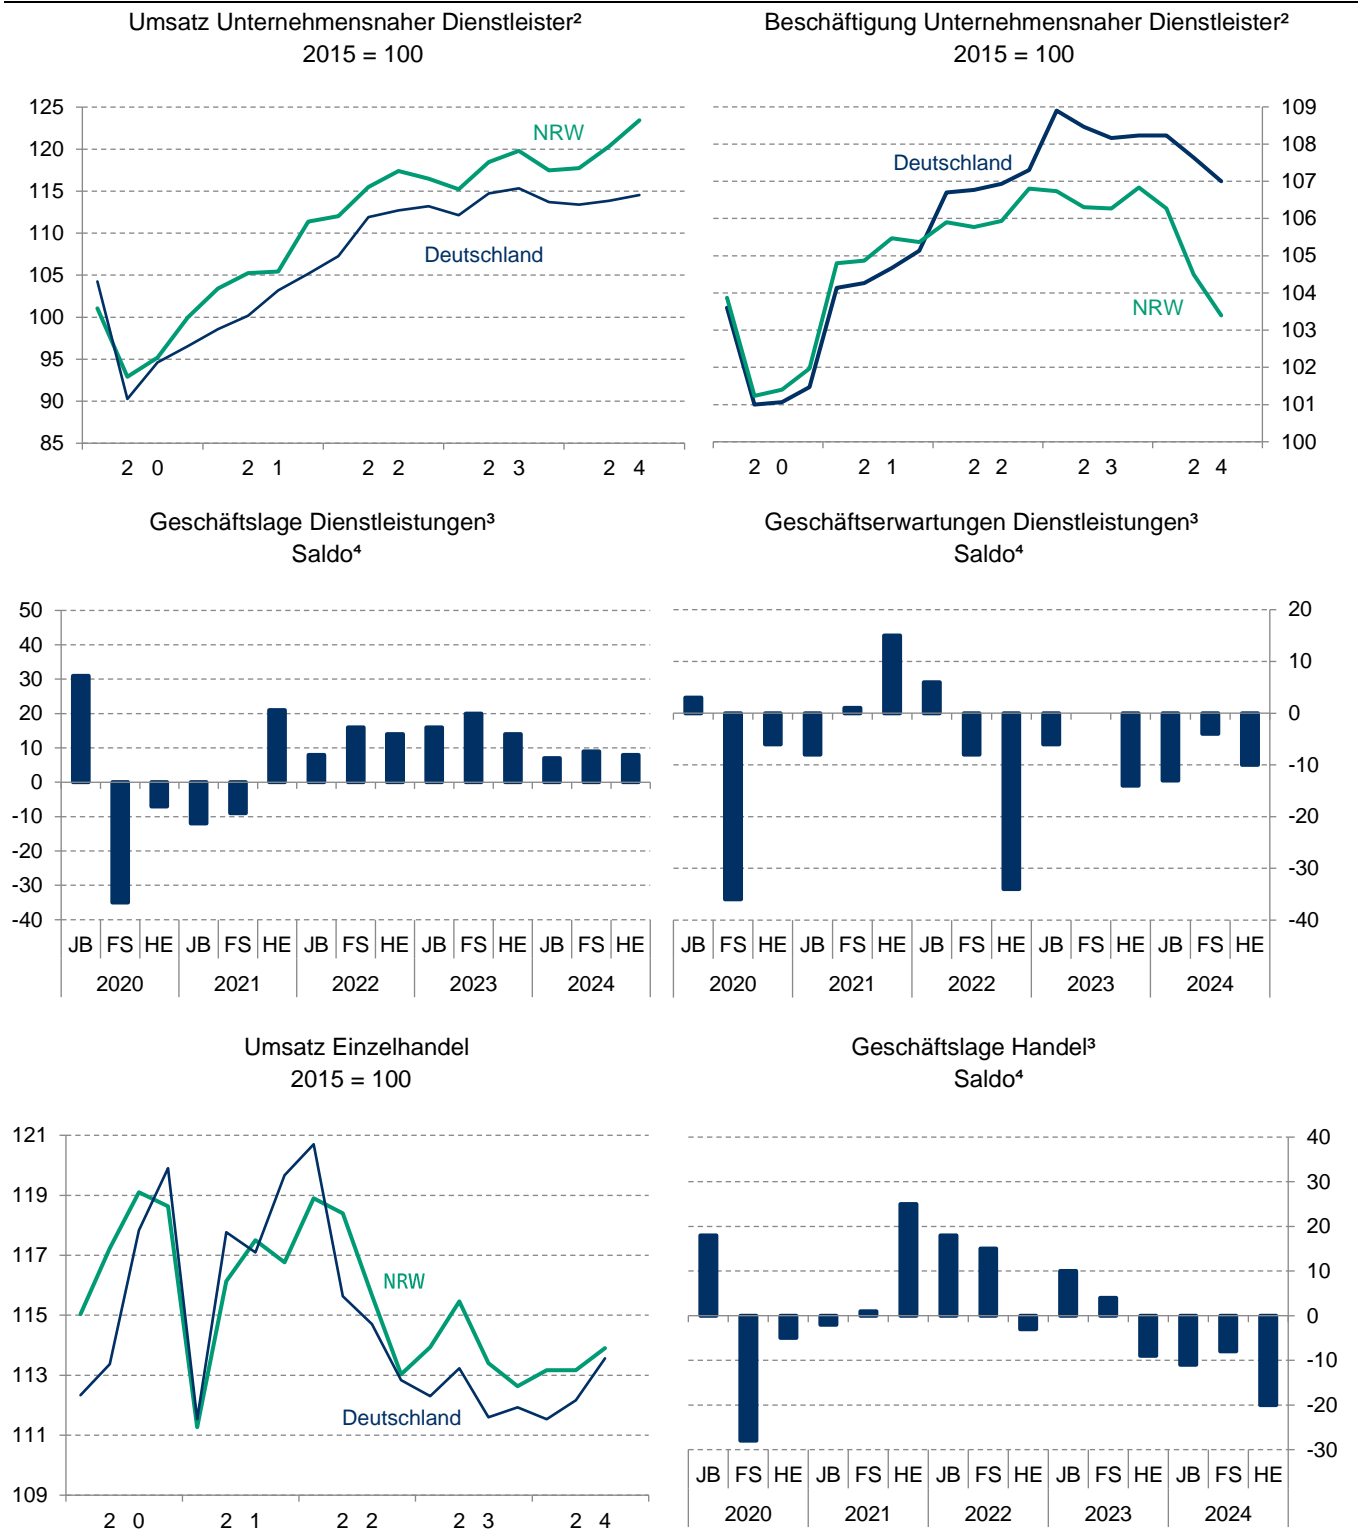 Umsatz Unternehmensnaher Dienstleister²
2015 = 100
125
120
115
110
105
100
95
90
85
NRW
Deutschland
2 0 2 1 2 2 2 3 2 4
Beschäftigung Unternehmensnaher Dienstleister²
2015 = 100
109
108
107
106
105
104
103
102
101
100
Deutschland
NRW
2 0 2 1 2 2 2 3 2 4
Geschäftslage Dienstleistungen³
Saldo⁴
50
40
30
20
10
0
-10
-20
-30
-40
JB FS HE JB FS HE JB FS HE JB FS HE JB FS HE
2020 2021 2022 2023 2024
Geschäftserwartungen Dienstleistungen³
Saldo⁴
20
10
0
-10
-20
-30
-40
JB FS HE JB FS HE JB FS HE JB FS HE JB FS HE
2020 2021 2022 2023 2024
Umsatz Einzelhandel
2015 = 100
121
119
117
115
113
111
109
NRW
Deutschland
2 0 2 1 2 2 2 3 2 4
Geschäftslage Handel³
Saldo⁴
40
30
20
10
0
-10
-20
-30
JB FS HE JB FS HE JB FS HE JB FS HE JB FS HE
2020 2021 2022 2023 2024